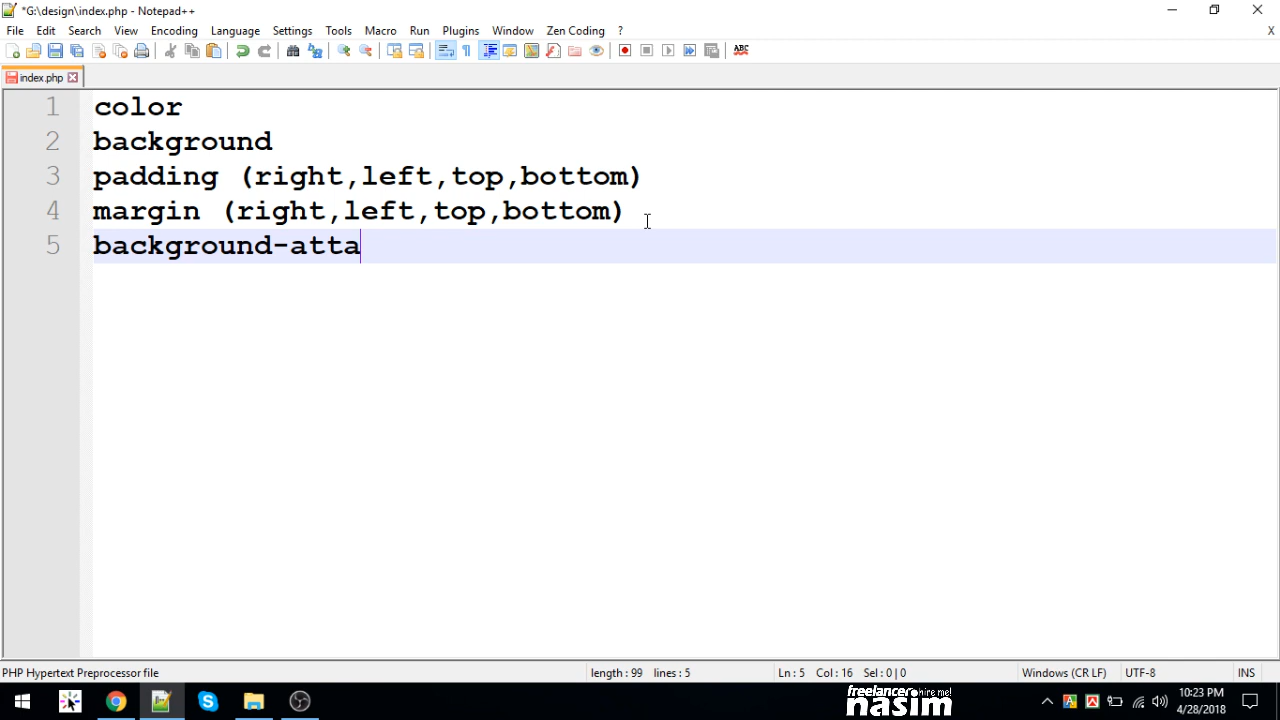 *G:\design\index.php - Notepad++
File Edit Search View Encoding Language Settings Tools Macro Run Plugins Window Zen Coding ? X
ABC
index.php
1 color
2 background
3 padding (right,left,top,bottom)
4 margin (right,left,top,bottom)
5 background-atta
PHP Hypertext Preprocessor file length : 99 lines : 5 Ln : 5 Col : 16 Sel : 0 | 0 Windows (CR LF) UTF-8 INS
freelancer hire me!
nasim
10:23 PM
4/28/2018